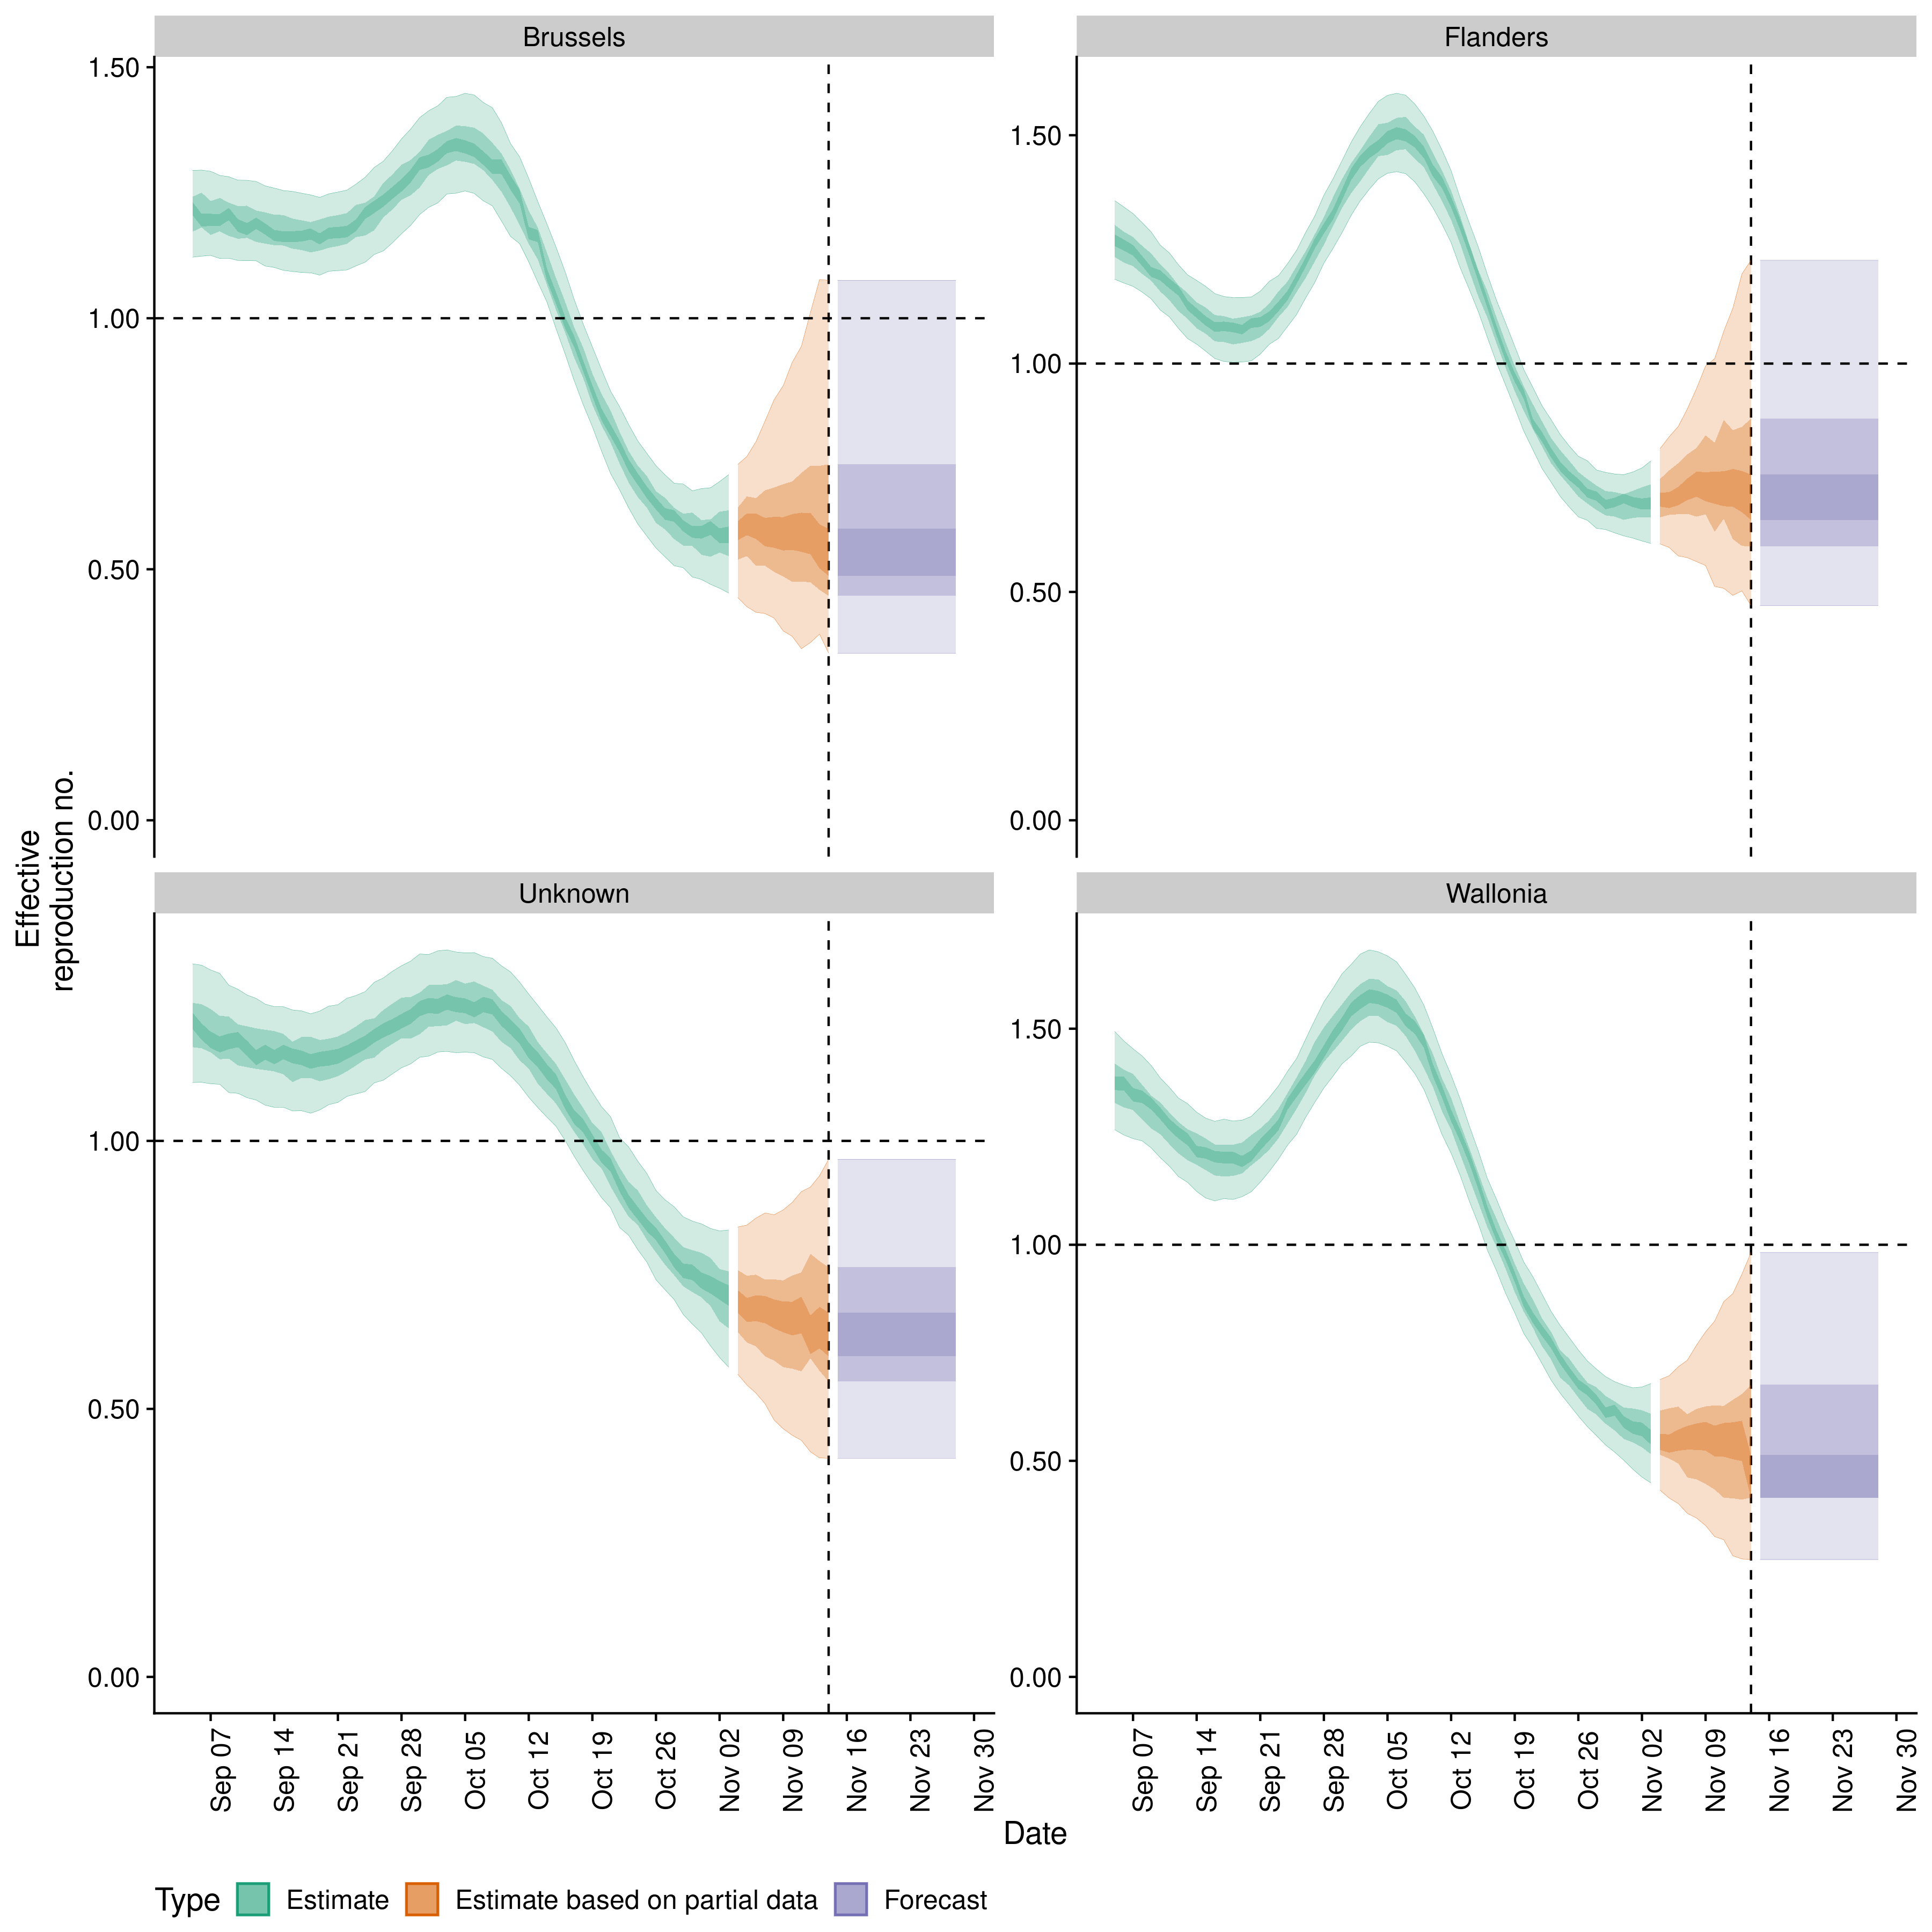 Brussels
Flanders
1.50
1.00
0.50
0.00
1.50
1.00
0.50
0.00
Effective
reproduction no.
Unknown
Wallonia
1.00
0.50
0.00
1.50
1.00
0.50
0.00
Sep 07
Sep 14
Sep 21
Sep 28
Oct 05
Oct 12
Oct 19
Oct 26
Nov 02
Nov 09
Nov 16
Nov 23
Nov 30
Sep 07
Sep 14
Sep 21
Sep 28
Oct 05
Oct 12
Oct 19
Oct 26
Nov 02
Nov 09
Nov 16
Nov 23
Nov 30
Date
Type Estimate Estimate based on partial data Forecast